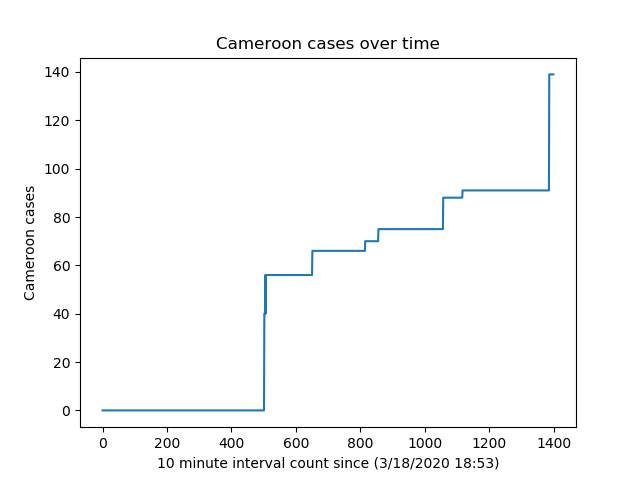 Cameroon cases over time
Cameroon cases
140
120
100
80
60
40
20
0
0 200 400 600 800 1000 1200 1400
10 minute interval count since (3/18/2020 18:53)